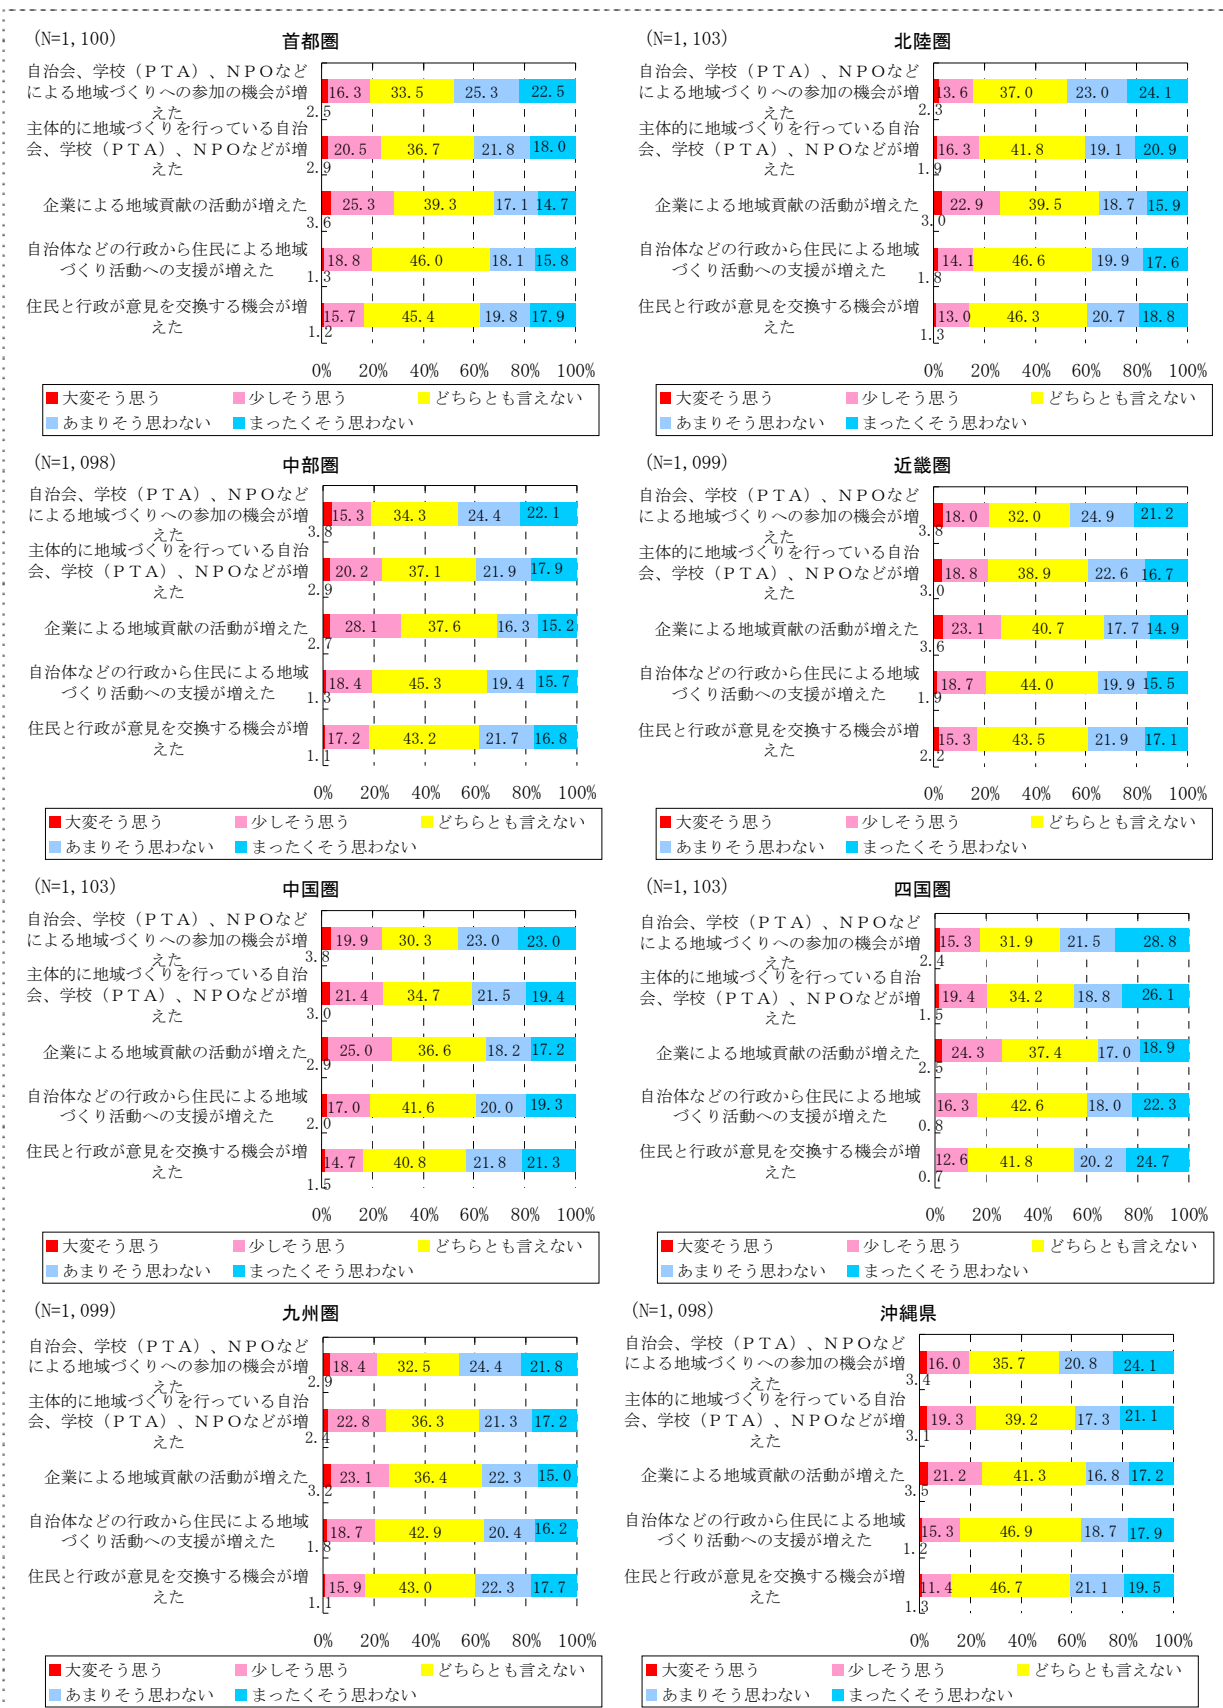 (N=1,100)
首都圏
自治会、学校（ＰＴＡ）、ＮＰＯなど
による地域づくりへの参加の機会が増
えた
16.3 33.5 25.3 22.5
2.5
主体的に地域づくりを行っている自治
会、学校（ＰＴＡ）、ＮＰＯなどが増
えた
20.5 36.7 21.8 18.0
2.9
企業による地域貢献の活動が増えた
25.3 39.3 17.1 14.7
3.6
自治体などの行政から住民による地域
づくり活動への支援が増えた
18.8 46.0 18.1 15.8
1.3
住民と行政が意見を交換する機会が増
えた
15.7 45.4 19.8 17.9
1.2
0% 20% 40% 60% 80% 100%
大変そう思う 少しそう思う どちらとも言えない
あまりそう思わない まったくそう思わない
(N=1,103)
北陸圏
自治会、学校（ＰＴＡ）、ＮＰＯなど
による地域づくりへの参加の機会が増
えた
13.6 37.0 23.0 24.1
2.3
主体的に地域づくりを行っている自治
会、学校（ＰＴＡ）、ＮＰＯなどが増
えた
16.3 41.8 19.1 20.9
1.9
企業による地域貢献の活動が増えた
22.9 39.5 18.7 15.9
3.0
自治体などの行政から住民による地域
づくり活動への支援が増えた
14.1 46.6 19.9 17.6
1.8
住民と行政が意見を交換する機会が増
えた
13.0 46.3 20.7 18.8
1.3
0% 20% 40% 60% 80% 100%
大変そう思う 少しそう思う どちらとも言えない
あまりそう思わない まったくそう思わない
(N=1,098)
中部圏
自治会、学校（ＰＴＡ）、ＮＰＯなど
による地域づくりへの参加の機会が増
えた
15.3 34.3 24.4 22.1
3.8
主体的に地域づくりを行っている自治
会、学校（ＰＴＡ）、ＮＰＯなどが増
えた
20.2 37.1 21.9 17.9
2.9
企業による地域貢献の活動が増えた
28.1 37.6 16.3 15.2
2.7
自治体などの行政から住民による地域
づくり活動への支援が増えた
18.4 45.3 19.4 15.7
1.3
住民と行政が意見を交換する機会が増
えた
17.2 43.2 21.7 16.8
1.1
0% 20% 40% 60% 80% 100%
大変そう思う 少しそう思う どちらとも言えない
あまりそう思わない まったくそう思わない
(N=1,099)
近畿圏
自治会、学校（ＰＴＡ）、ＮＰＯなど
による地域づくりへの参加の機会が増
えた
18.0 32.0 24.9 21.2
3.8
主体的に地域づくりを行っている自治
会、学校（ＰＴＡ）、ＮＰＯなどが増
えた
18.8 38.9 22.6 16.7
3.0
企業による地域貢献の活動が増えた
23.1 40.7 17.7 14.9
3.6
自治体などの行政から住民による地域
づくり活動への支援が増えた
18.7 44.0 19.9 15.5
1.9
住民と行政が意見を交換する機会が増
えた
15.3 43.5 21.9 17.1
2.2
0% 20% 40% 60% 80% 100%
大変そう思う 少しそう思う どちらとも言えない
あまりそう思わない まったくそう思わない
(N=1,103)
中国圏
自治会、学校（ＰＴＡ）、ＮＰＯなど
による地域づくりへの参加の機会が増
えた
19.9 30.3 23.0 23.0
3.8
主体的に地域づくりを行っている自治
会、学校（ＰＴＡ）、ＮＰＯなどが増
えた
21.4 34.7 21.5 19.4
3.0
企業による地域貢献の活動が増えた
25.0 36.6 18.2 17.2
2.9
自治体などの行政から住民による地域
づくり活動への支援が増えた
17.0 41.6 20.0 19.3
2.0
住民と行政が意見を交換する機会が増
えた
14.7 40.8 21.8 21.3
1.5
0% 20% 40% 60% 80% 100%
大変そう思う 少しそう思う どちらとも言えない
あまりそう思わない まったくそう思わない
(N=1,103)
四国圏
自治会、学校（ＰＴＡ）、ＮＰＯなど
による地域づくりへの参加の機会が増
えた
15.3 31.9 21.5 28.8
2.4
主体的に地域づくりを行っている自治
会、学校（ＰＴＡ）、ＮＰＯなどが増
えた
19.4 34.2 18.8 26.1
1.5
企業による地域貢献の活動が増えた
24.3 37.4 17.0 18.9
2.5
自治体などの行政から住民による地域
づくり活動への支援が増えた
16.3 42.6 18.0 22.3
0.8
住民と行政が意見を交換する機会が増
えた
12.6 41.8 20.2 24.7
0.7
0% 20% 40% 60% 80% 100%
大変そう思う 少しそう思う どちらとも言えない
あまりそう思わない まったくそう思わない
(N=1,099)
九州圏
自治会、学校（ＰＴＡ）、ＮＰＯなど
による地域づくりへの参加の機会が増
えた
18.4 32.5 24.4 21.8
2.9
主体的に地域づくりを行っている自治
会、学校（ＰＴＡ）、ＮＰＯなどが増
えた
22.8 36.3 21.3 17.2
2.4
企業による地域貢献の活動が増えた
23.1 36.4 22.3 15.0
3.2
自治体などの行政から住民による地域
づくり活動への支援が増えた
18.7 42.9 20.4 16.2
1.8
住民と行政が意見を交換する機会が増
えた
15.9 43.0 22.3 17.7
1.1
0% 20% 40% 60% 80% 100%
大変そう思う 少しそう思う どちらとも言えない
あまりそう思わない まったくそう思わない
(N=1,098)
沖縄県
自治会、学校（ＰＴＡ）、ＮＰＯなど
による地域づくりへの参加の機会が増
えた
16.0 35.7 20.8 24.1
3.4
主体的に地域づくりを行っている自治
会、学校（ＰＴＡ）、ＮＰＯなどが増
えた
19.3 39.2 17.3 21.1
3.1
企業による地域貢献の活動が増えた
21.2 41.3 16.8 17.2
3.5
自治体などの行政から住民による地域
づくり活動への支援が増えた
15.3 46.9 18.7 17.9
1.2
住民と行政が意見を交換する機会が増
えた
11.4 46.7 21.1 19.5
1.3
0% 20% 40% 60% 80% 100%
大変そう思う 少しそう思う どちらとも言えない
あまりそう思わない まったくそう思わない